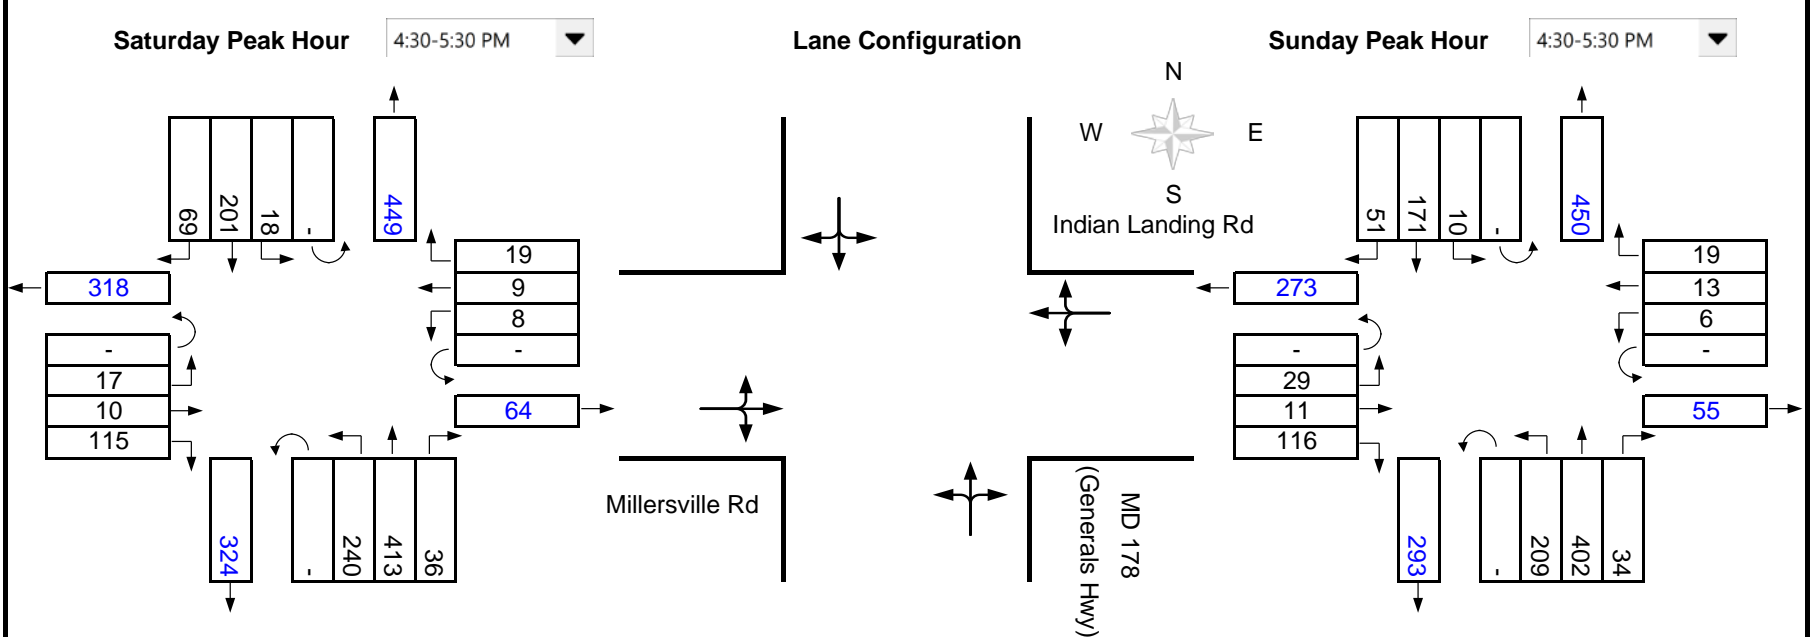 Saturday Peak Hour 4:30-5:30 PM
Lane Configuration
Sunday Peak Hour 4:30-5:30 PM
69 201 18 -
449
19
9
8
-
318
-
17
10
115
64
324
- 240 413 36
N
W E
S
Indian Landing Rd
Millersville Rd
MD 178
(Generals Hwy)
51 171 10 -
450
19
13
6
-
273
-
29
11
116
55
293
- 209 402 34